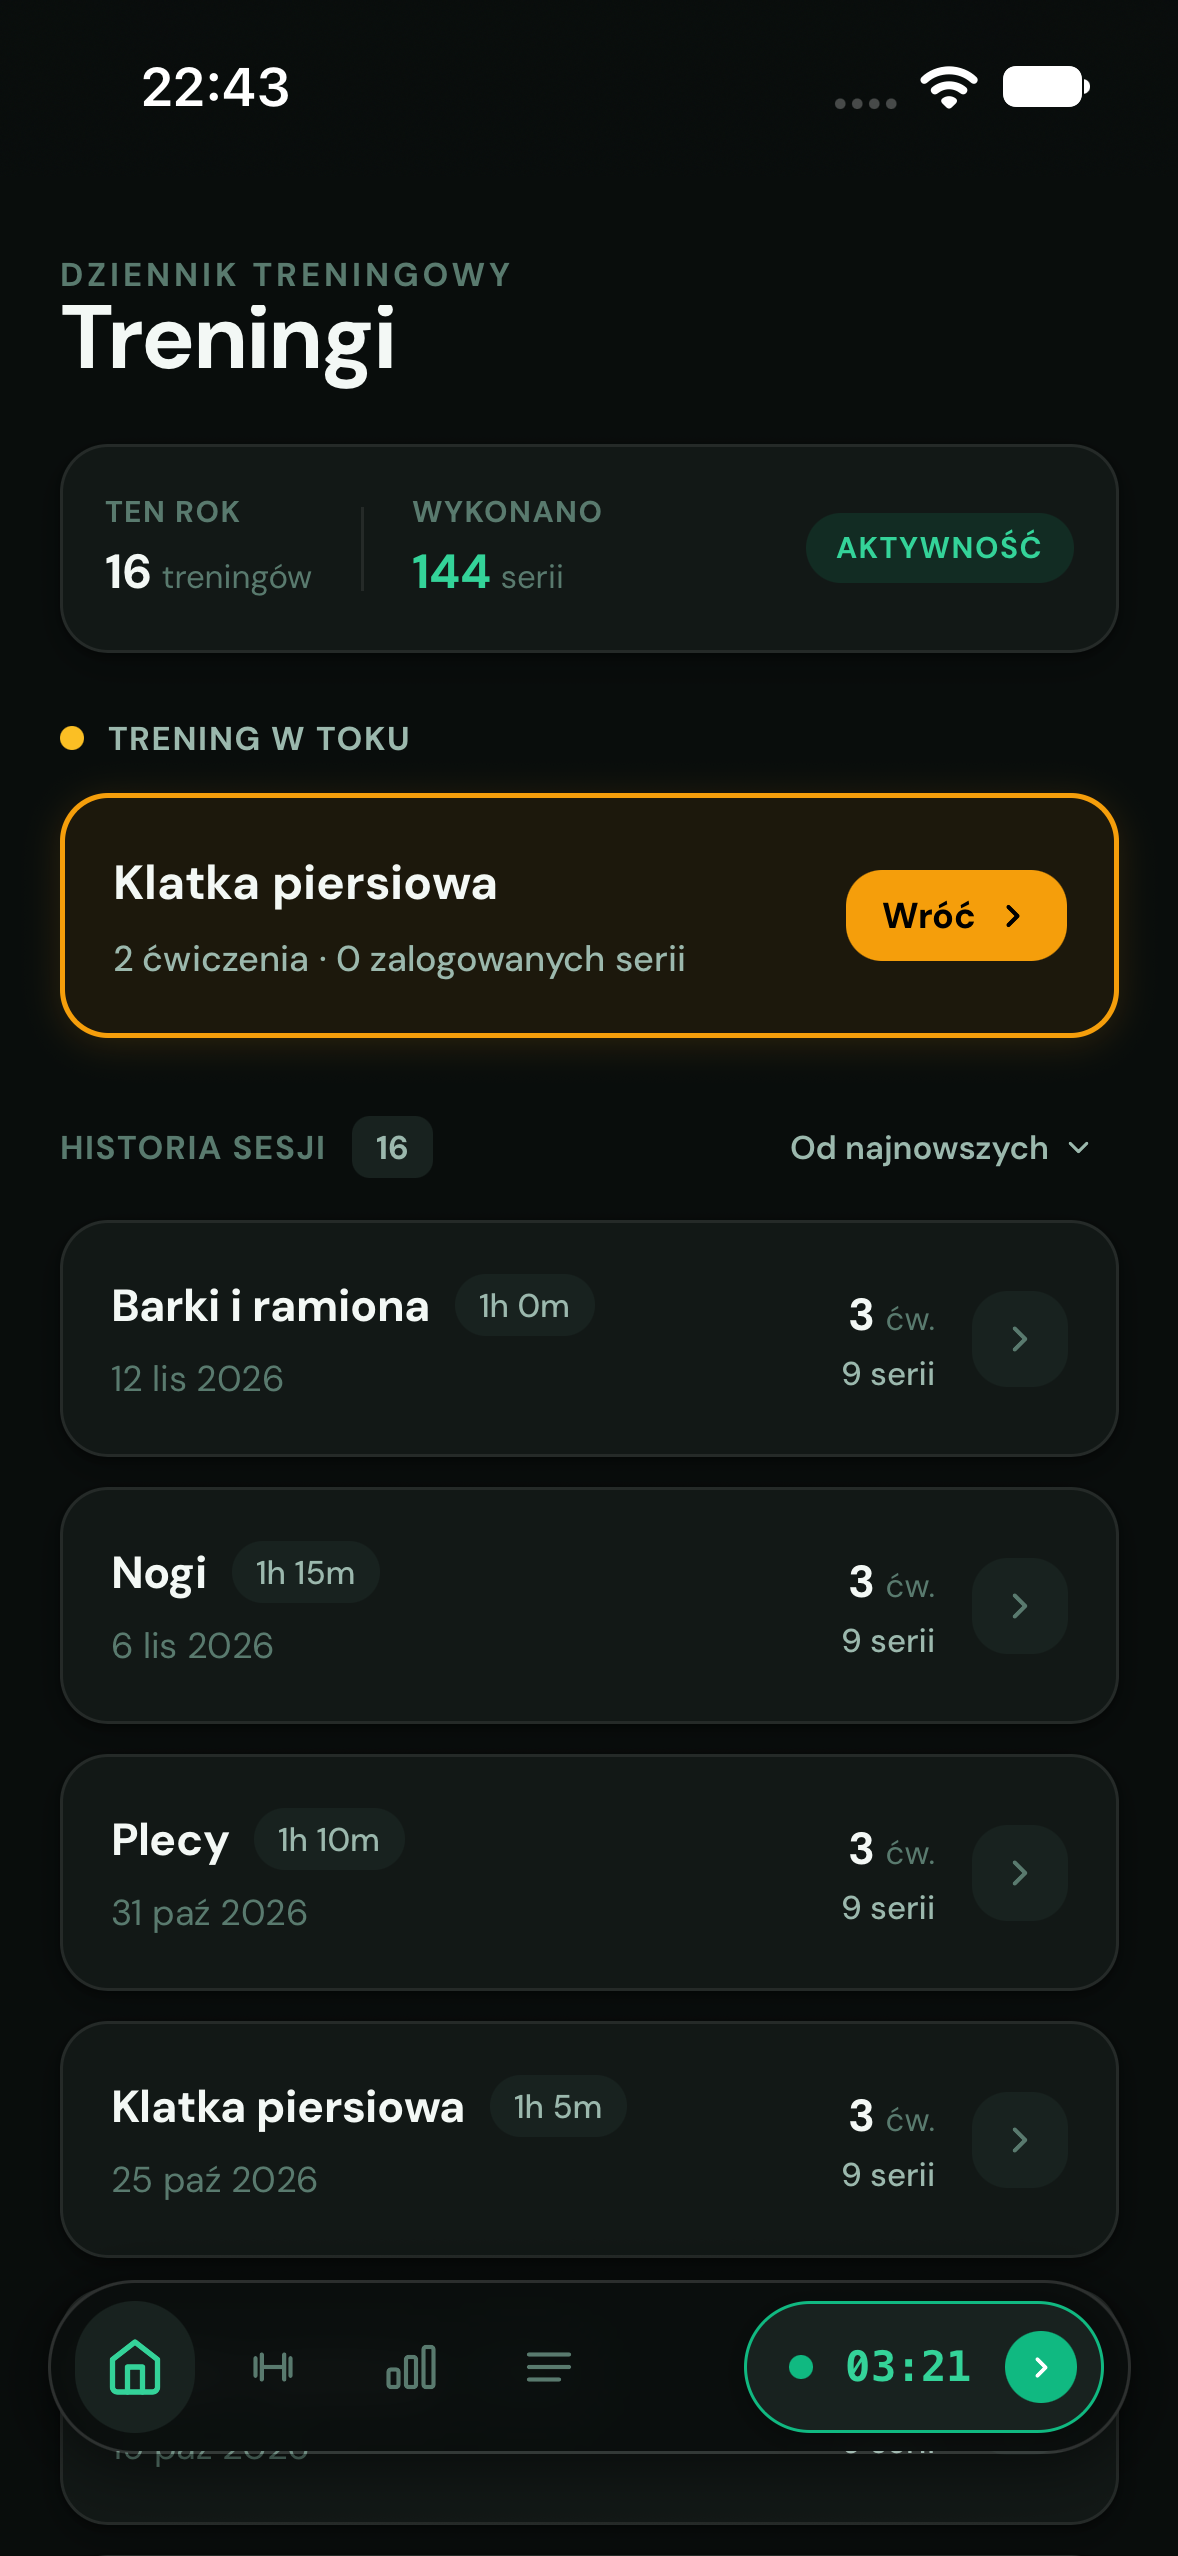 22:43
DZIENNIK TRENINGOWY
Treningi
TEN ROK
16 treningów
WYKONANO
144 serii
AKTYWNOŚĆ
TRENING W TOKU
Klatka piersiowa
2 ćwiczenia · 0 zalogowanych serii
Wróć
HISTORIA SESJI 16
Od najnowszych
Barki i ramiona 1h 0m
12 lis 2026
3 ćw.
9 serii
Nogi 1h 15m
6 lis 2026
3 ćw.
9 serii
Plecy 1h 10m
31 paź 2026
3 ćw.
9 serii
Klatka piersiowa 1h 5m
25 paź 2026
3 ćw.
9 serii
03:21